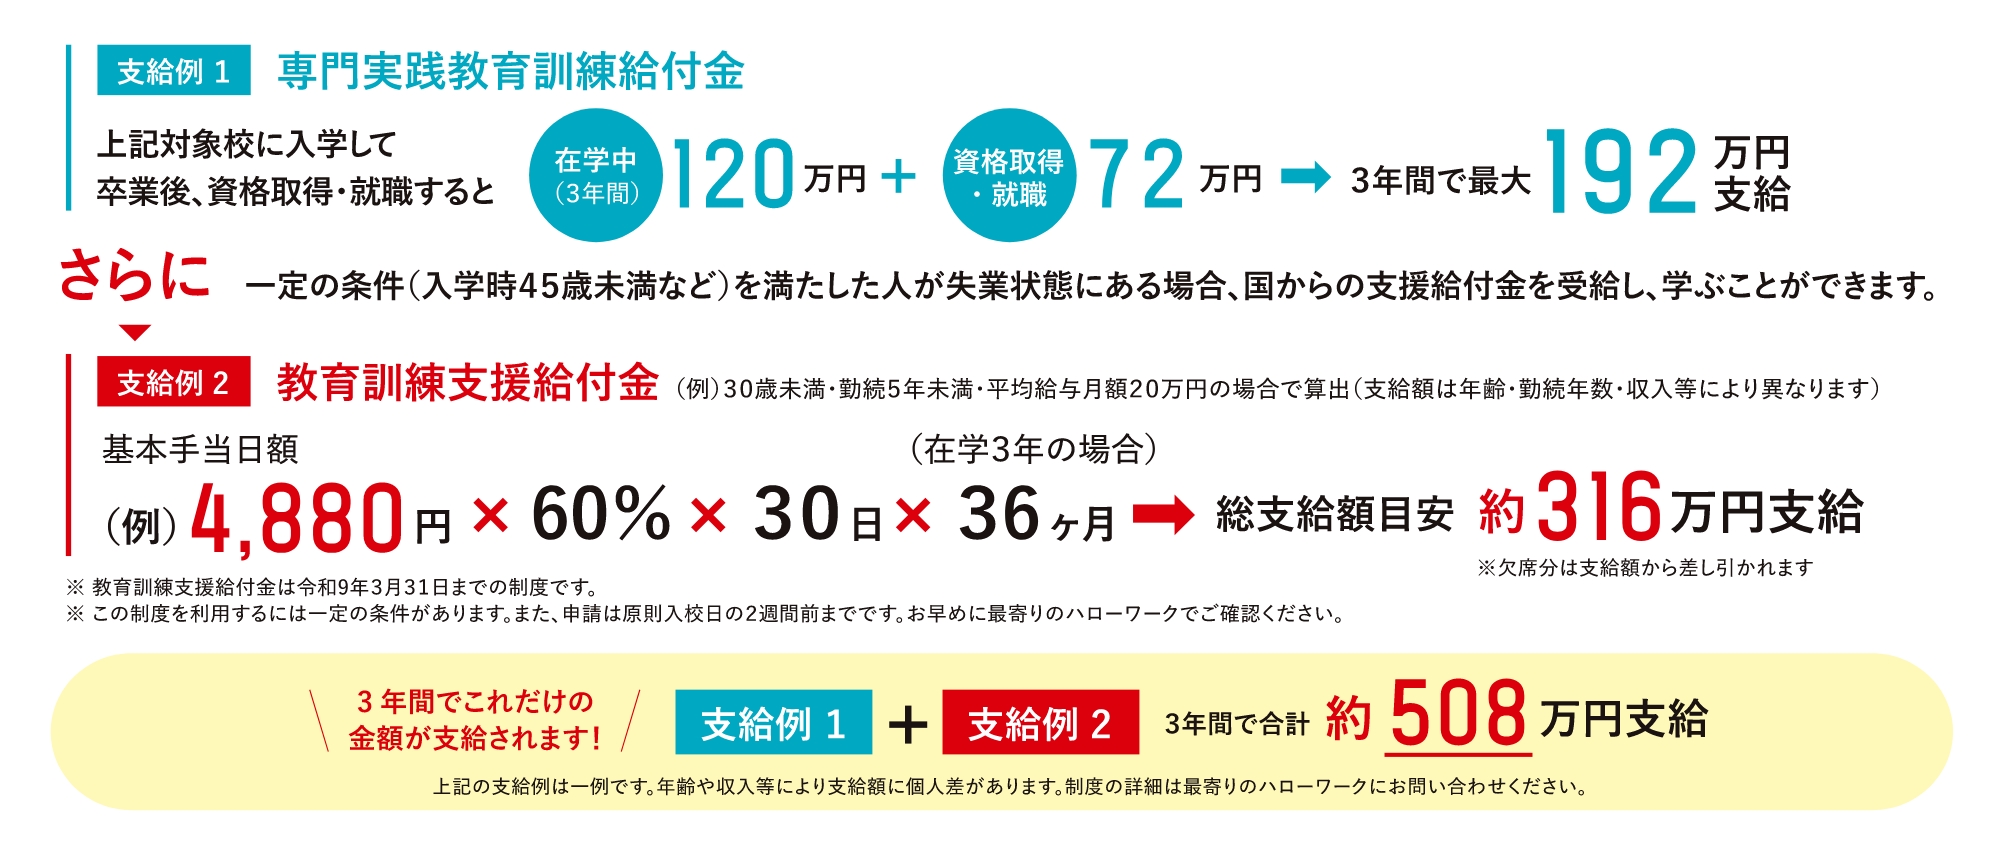 支給例 1 専門実践教育訓練給付金
上記対象校に入学して
卒業後、資格取得・就職すると
在学中
（3年間）
120万円
+
資格取得
・就職
72万円
3年間で最大
192
万円
支給
さらに
一定の条件（入学時45歳未満など）を満たした人が失業状態にある場合、国からの支援給付金を受給し、学ぶことができます。
支給例 2 教育訓練支援給付金 （例）30歳未満・勤続5年未満・平均給与月額20万円の場合で算出（支給額は年齢・勤続年数・収入等により異なります）
基本手当日額
（在学3年の場合）
（例）4,880円 × 60% × 30日 × 36ヶ月 総支給額目安 約316万円支給
※欠席分は支給額から差し引かれます
※ 教育訓練支援給付金は令和9年3月31日までの制度です。
※ この制度を利用するには一定の条件があります。また、申請は原則入校日の2週間前までです。お早めに最寄りのハローワークでご確認ください。
3年間でこれだけの
金額が支給されます！
支給例 1 + 支給例 2 3年間で合計 約508万円支給
上記の支給例は一例です。年齢や収入等により支給額に個人差があります。制度の詳細は最寄りのハローワークにお問い合わせください。